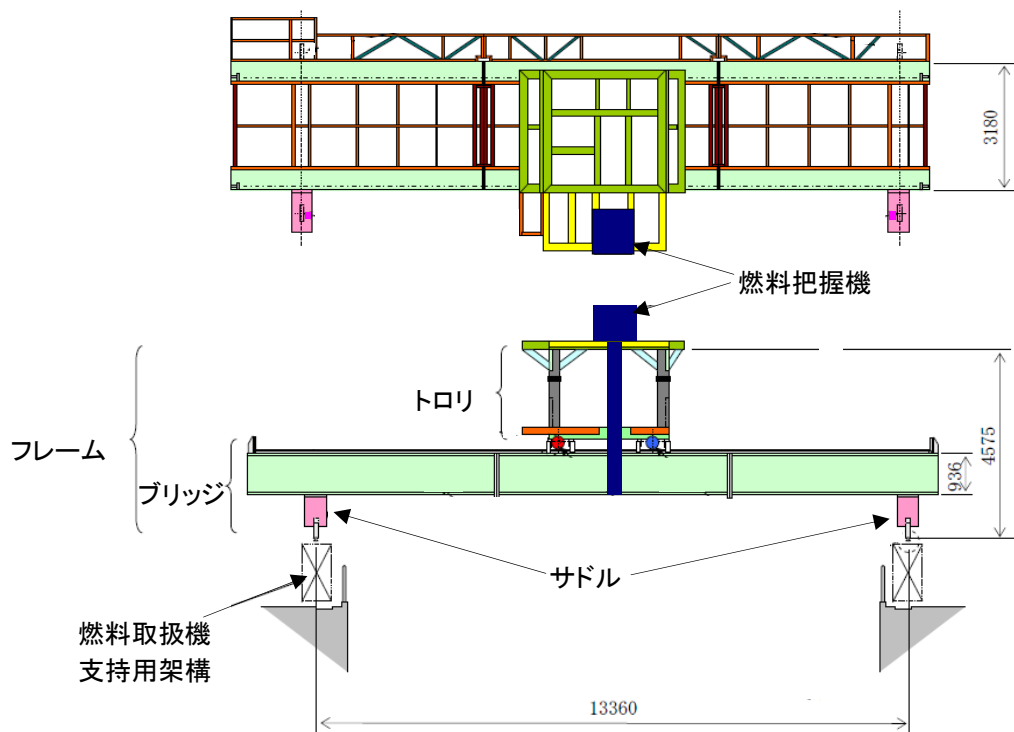 3180
燃料把握機
トロリ
フレーム
ブリッジ
4575
936
サドル
燃料取扱機
支持用架構
13360